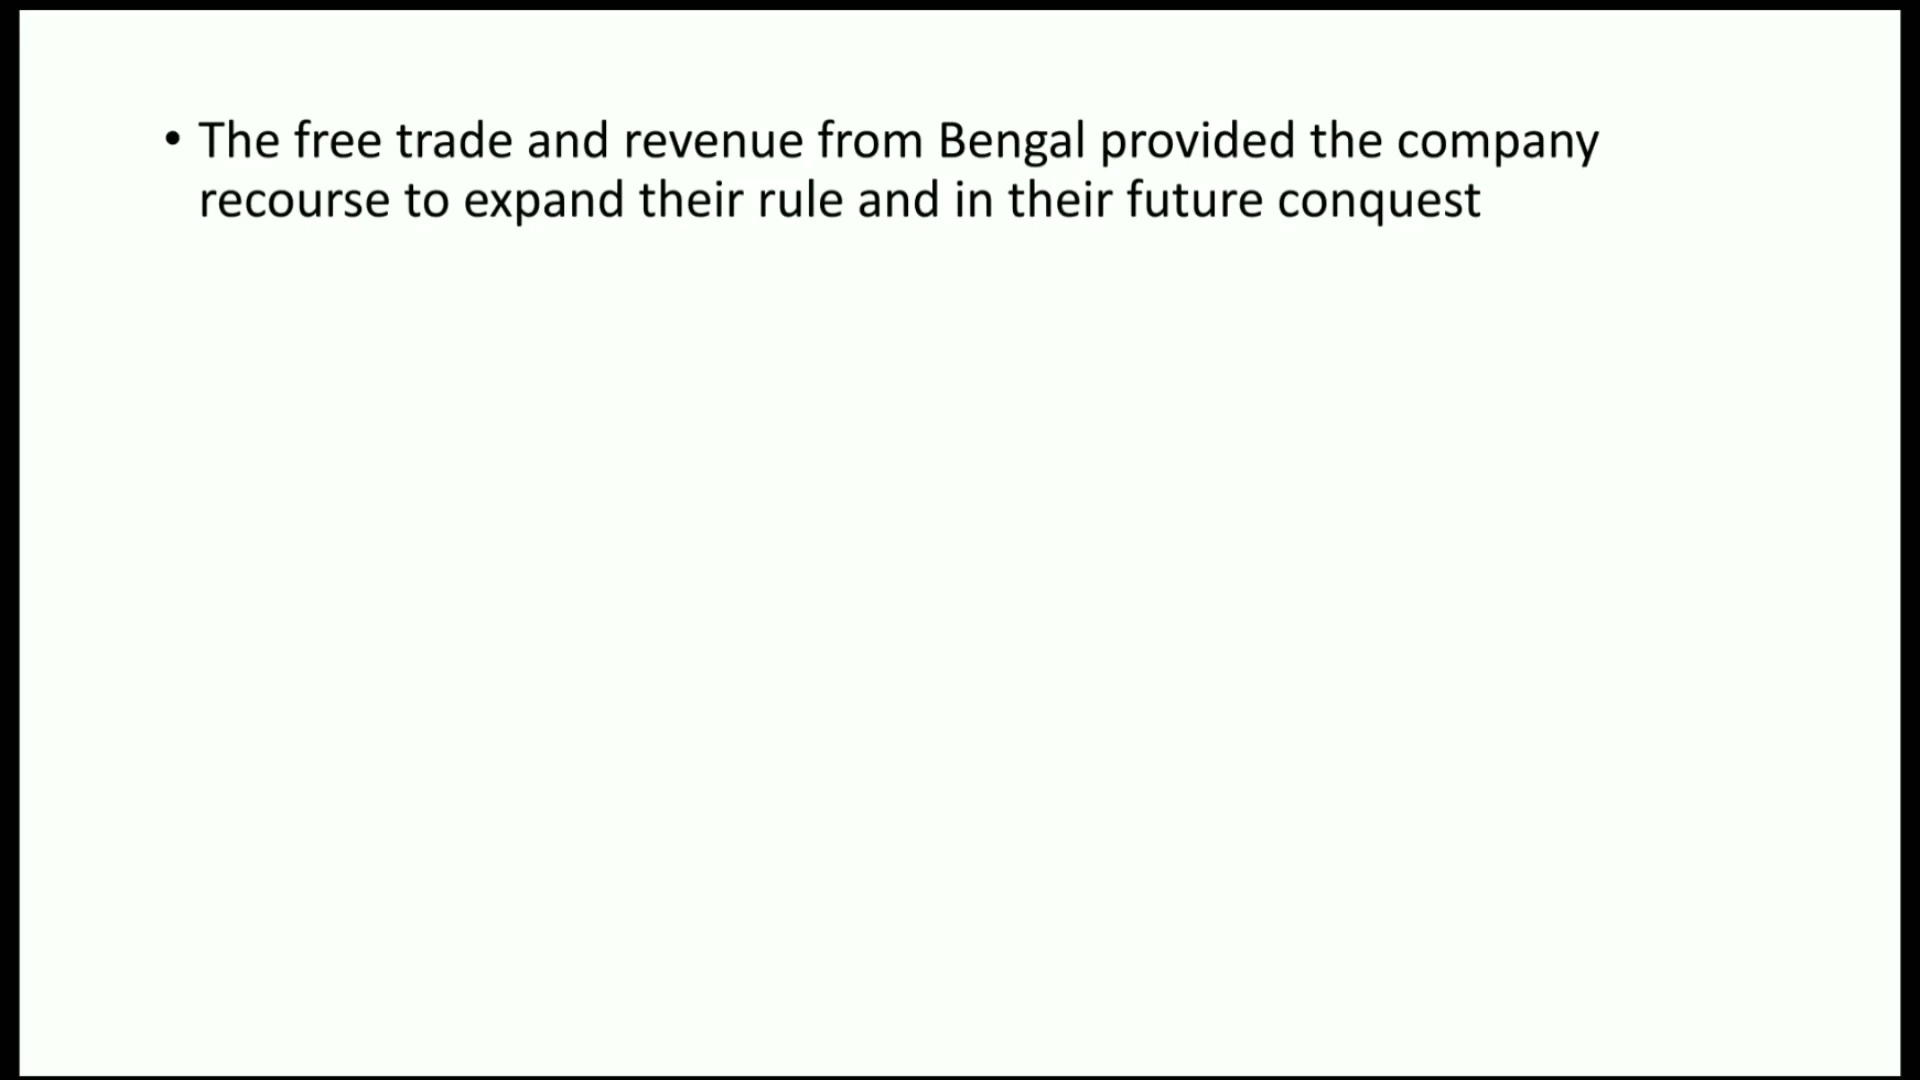 • The free trade and revenue from Bengal provided the company
recourse to expand their rule and in their future conquest